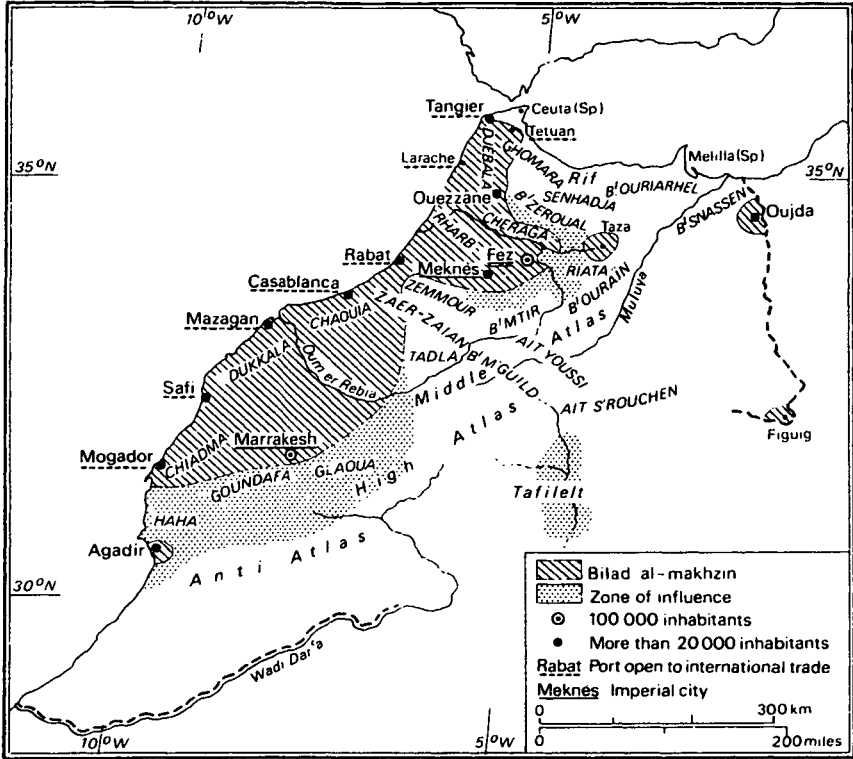 10°W
5°W
Tangier
Ceuta (Sp)
Tetuan
DJEBALA
GHOMARA
Larache
Melilla (Sp)
35°N
35°N
Rif
B'OURIARHEL
SENHADJA
Ouezzane
B'ZEROUAL
B'SNASSEN
Oujda
CHERAGA
Taza
RHARB
Rabat
Fez
Meknès
RIATA
B'OURAÏN
Casablanca
ZEMMOUR
Muluya
Mazagan
CHAOUIA
ZAER-ZAIAN
B'MTIR
Atlas
DUKKALA
Oum er Rebia
TADLA
B'M'GUILD
AIT YOUSSI
Middle
Safi
AIT S'ROUCHEN
Figuig
Marrakesh
Atlas
Mogador
CHIADMA
GOUNDAFA
GLAOUA
High
Tafilelt
HAHA
Agadir
Anti Atlas
30°N
Wadi Dar'a
Bilad al-makhzin
Zone of influence
100 000 inhabitants
More than 20 000 inhabitants
Rabat Port open to international trade
Meknès Imperial city
0 300 km
0 200 miles
10°W
5°W